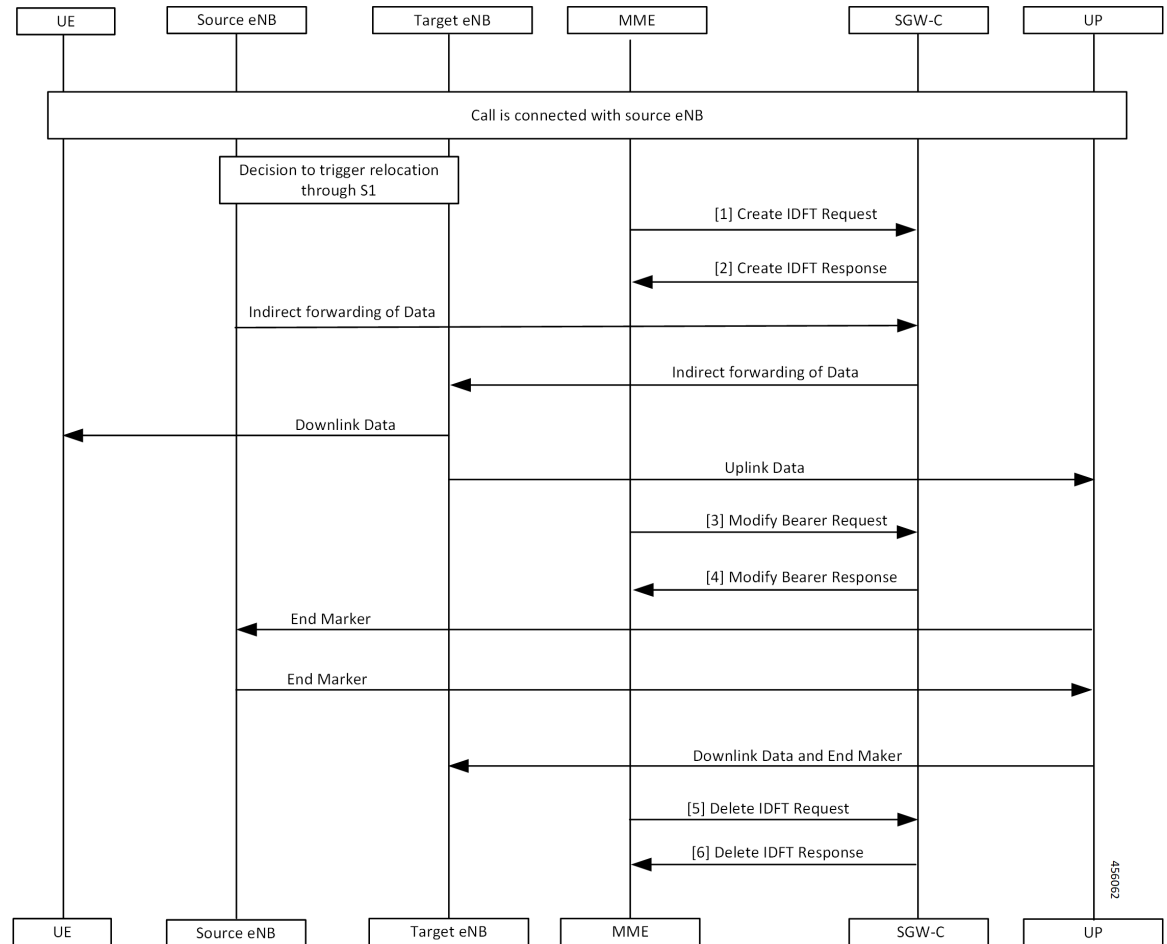 UE
Source eNB
Target eNB
MME
SGW-C
UP
Call is connected with source eNB
Decision to trigger relocation
through S1
[1] Create IDFT Request
[2] Create IDFT Response
Indirect forwarding of Data
Indirect forwarding of Data
Downlink Data
Uplink Data
[3] Modify Bearer Request
[4] Modify Bearer Response
End Marker
End Marker
Downlink Data and End Maker
[5] Delete IDFT Request
[6] Delete IDFT Response
456062
UE
Source eNB
Target eNB
MME
SGW-C
UP